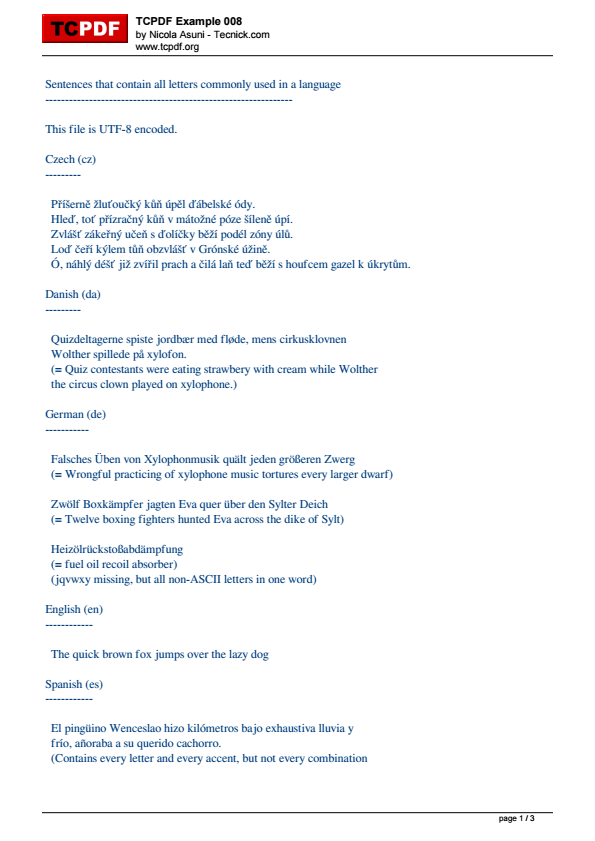 TCPDF
TCPDF Example 008
by Nicola Asuni - Tecnick.com
www.tcpdf.org
Sentences that contain all letters commonly used in a language
--------------------------------------------------------------
This file is UTF-8 encoded.
Czech (cz)
---------
Příšerně žluťoučký kůň úpěl ďábelské ódy.
Hleď, toť přízračný kůň v mátožné póze šíleně úpí.
Zvlášť zákeřný učeň s ďolíčky běží podél zóny úlů.
Loď čeří kýlem tůň obzvlášť v Grónské úžině.
Ó, náhlý déšť již zvířil prach a čilá laň teď běží s houfcem gazel k úkrytům.
Danish (da)
---------
Quizdeltagerne spiste jordbær med fløde, mens cirkusklovnen
Wolther spillede på xylofon.
(= Quiz contestants were eating strawbery with cream while Wolther
the circus clown played on xylophone.)
German (de)
-----------
Falsches Üben von Xylophonmusik quält jeden größeren Zwerg
(= Wrongful practicing of xylophone music tortures every larger dwarf)
Zwölf Boxkämpfer jagten Eva quer über den Sylter Deich
(= Twelve boxing fighters hunted Eva across the dike of Sylt)
Heizölrückstoßabdämpfung
(= fuel oil recoil absorber)
(jqvwxy missing, but all non-ASCII letters in one word)
English (en)
------------
The quick brown fox jumps over the lazy dog
Spanish (es)
------------
El pingüino Wenceslao hizo kilómetros bajo exhaustiva lluvia y
frío, añoraba a su querido cachorro.
(Contains every letter and every accent, but not every combination
page 1 / 3